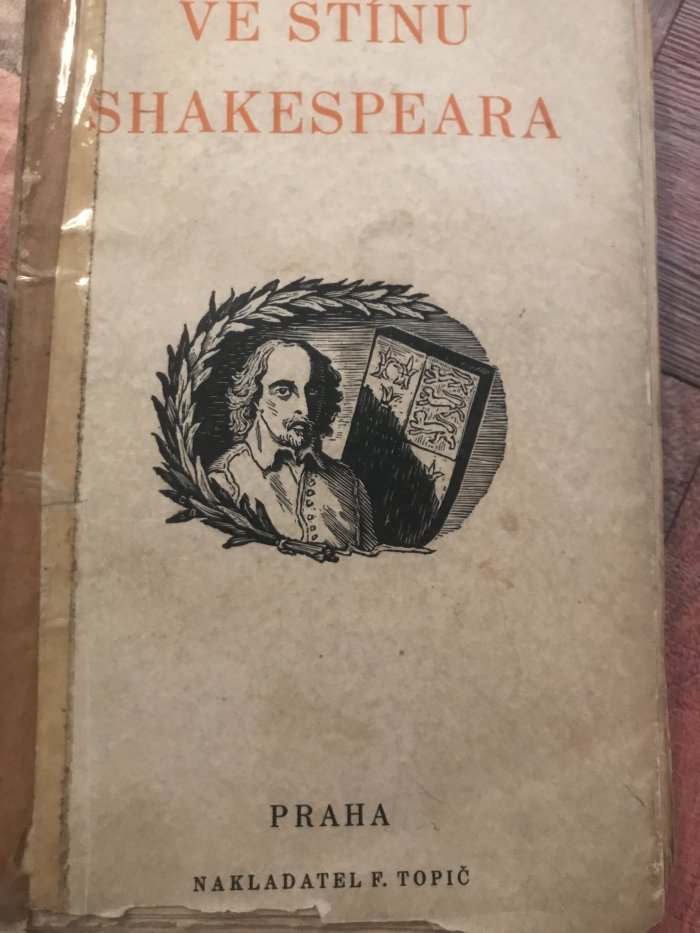 VE STÍNU
SHAKESPEARA
PRAHA
NAKLADATEL F. TOPIČ